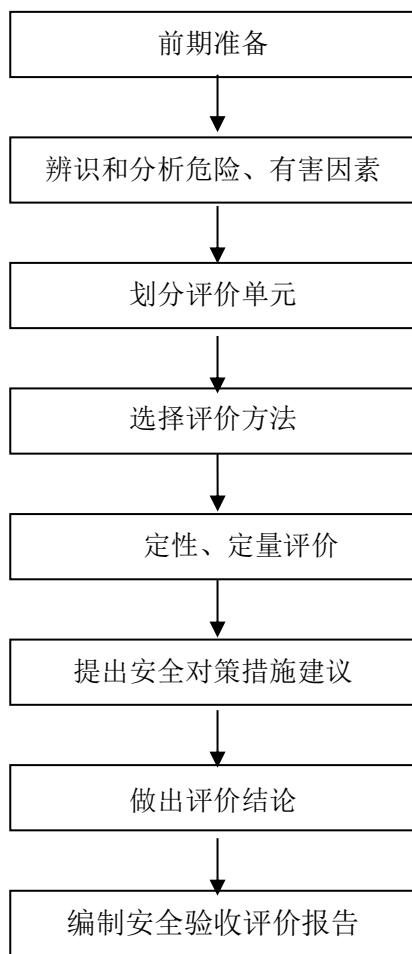 前期准备
辨识和分析危险、有害因素
划分评价单元
选择评价方法
定性、定量评价
提出安全对策措施建议
做出评价结论
编制安全验收评价报告